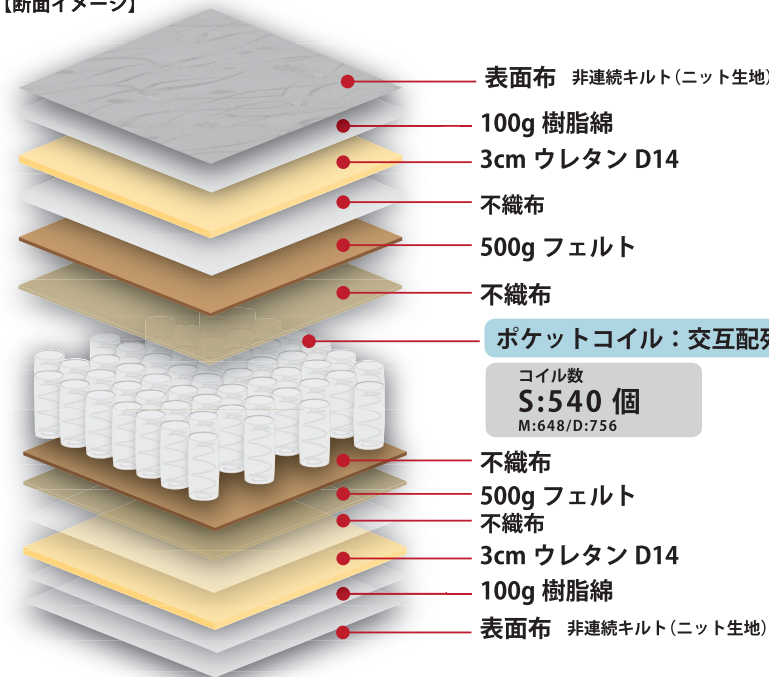 【断面イメージ】
表面布 非連続キルト(ニット生地)
100g 樹脂綿
3cm ウレタン D14
不織布
500g フェルト
不織布
ポケットコイル：交互配列
コイル数
S:540 個
M:648/D:756
不織布
500g フェルト
不織布
3cm ウレタン D14
100g 樹脂綿
表面布 非連続キルト(ニット生地)